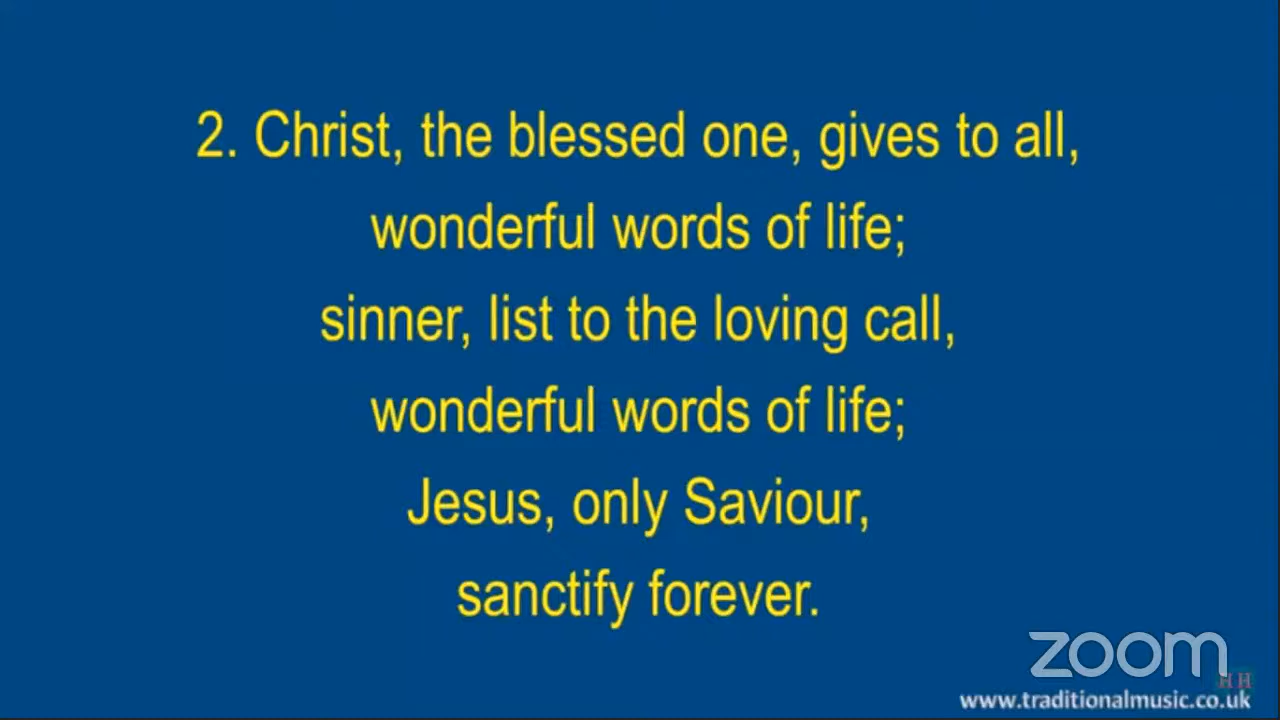 2. Christ, the blessed one, gives to all,
wonderful words of life;
sinner, list to the loving call,
wonderful words of life;
Jesus, only Saviour,
sanctify forever.
zoom
HH
www.traditionalmusic.co.uk